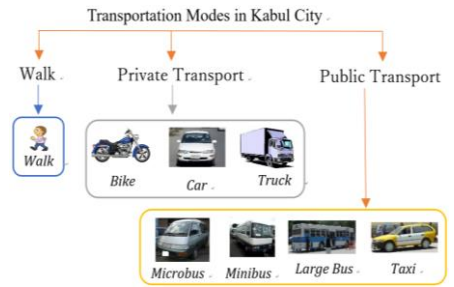 Transportation Modes in Kabul City
Walk
Private Transport
Public Transport
Walk
Bike
Car
Truck
Microbus
Minibus
Large Bus
Taxi